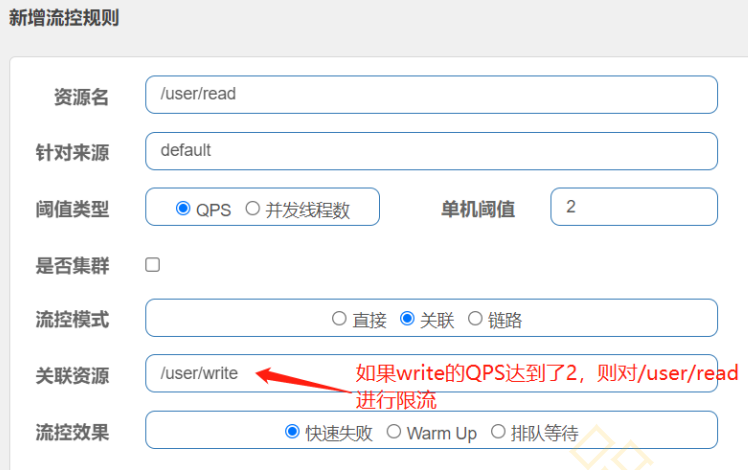 新增流控规则
资源名 /user/read
针对来源 default
阈值类型 QPS 并发线程数 单机阈值 2
是否集群
流控模式 直接 关联 链路
关联资源 /user/write 如果write的QPS达到了2，则对/user/read
进行限流
流控效果 快速失败 Warm Up 排队等待